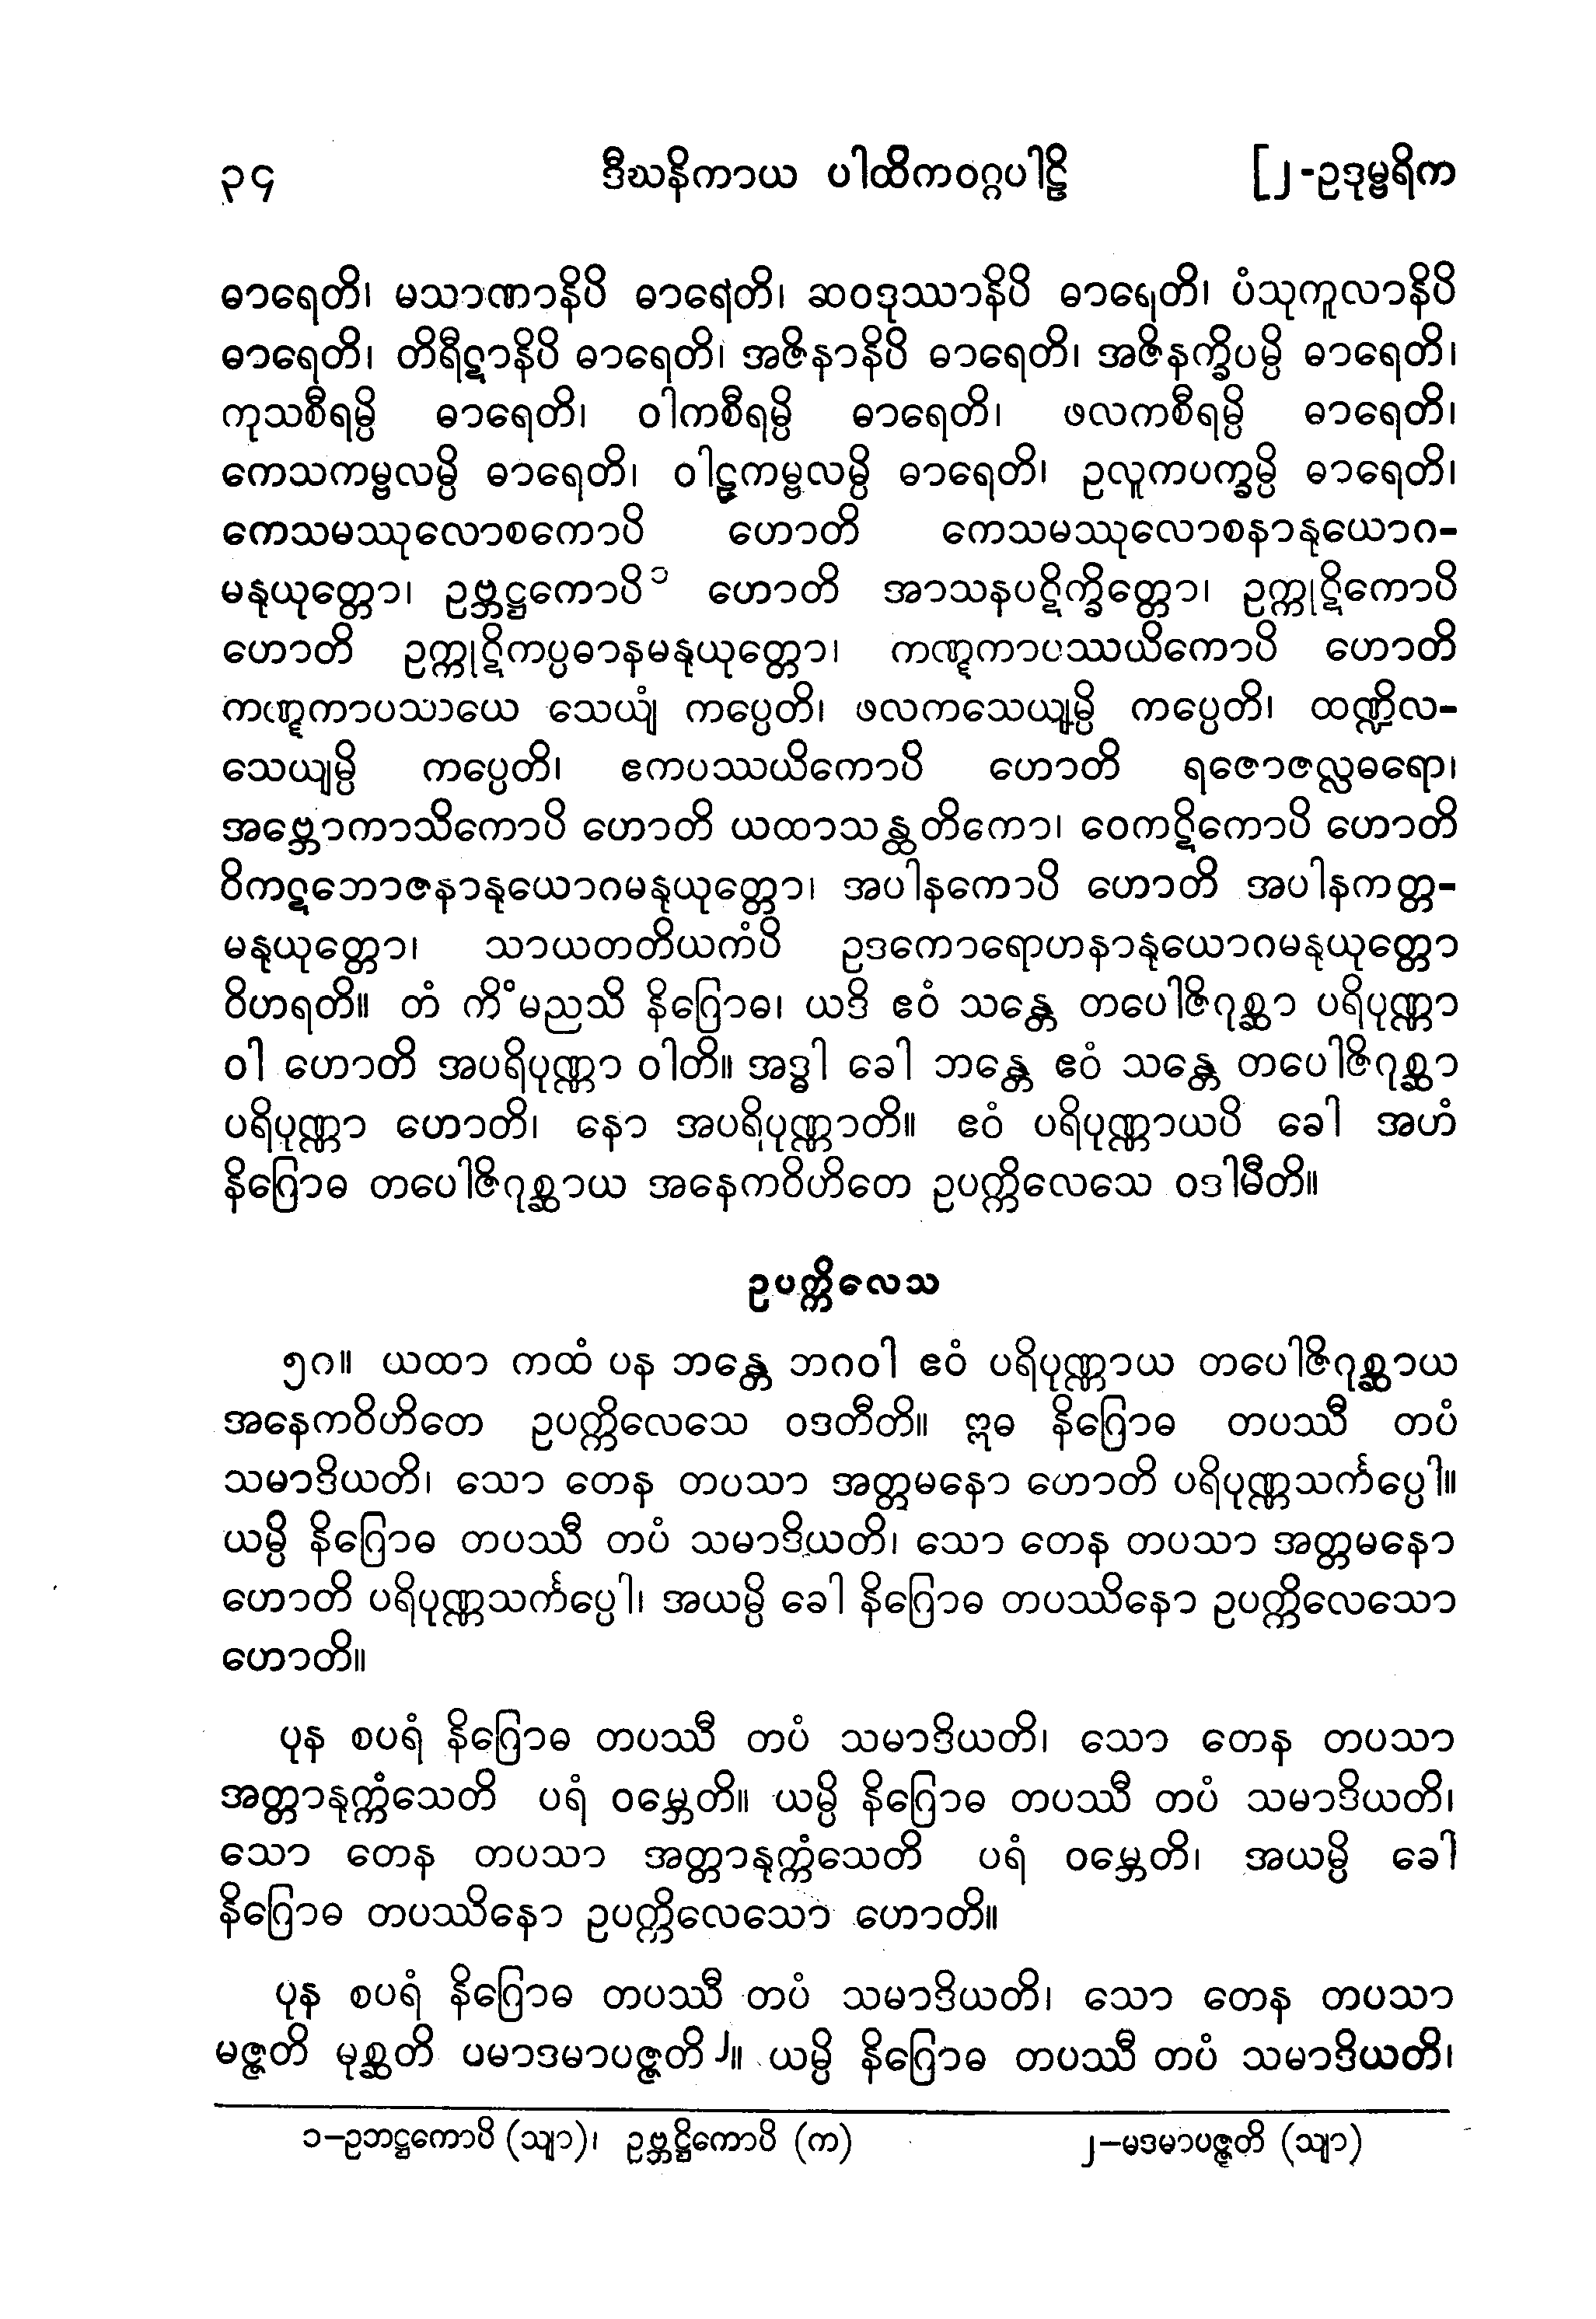 ၃၄ ဒီဃနိကာယ ပါထိကဝဂ္ဂပါဠိ [၂-ဥဒုမ္ဗရိက
ဓာရေတိ၊ မသာဏာနိပိ ဓာရေတိ၊ ဆဝဒုဿာနိပိ ဓာရေတိ၊ ပံသုကူလာနိပိ
ဓာရေတိ၊ တိရီဋာနိပိ ဓာရေတိ၊ အဇိနာနိပိ ဓာရေတိ၊ အဇိနက္ခိပမ္ပိ ဓာရေတိ၊
ကုသစီရမ္ပိ ဓာရေတိ၊ ဝါကစီရမ္ပိ ဓာရေတိ၊ ဖလကစီရမ္ပိ ဓာရေတိ၊
ကေသကမ္ဗလမ္ပိ ဓာရေတိ၊ ဝါဠကမ္ဗလမ္ပိ ဓာရေတိ၊ ဥလူကပက္ခမ္ပိ ဓာရေတိ၊
ကေသမဿုလောစကောပိ ဟောတိ ကေသမဿုလောစနာနုယောဂ-
မနုယုတ္တော၊ ဥဗ္ဘဋ္ဌကောပိ ၁ ဟောတိ အာသနပဋိက္ခိတ္တော၊ ဥက္ကုဋိကောပိ
ဟောတိ ဥက္ကုဋိကပ္ပဓာနမနုယုတ္တော၊ ကဏ္ဋကာပဿယိကောပိ ဟောတိ
ကဏ္ဋကာပဿယေ သေယျံ ကပ္ပေတိ၊ ဖလကသေယျမ္ပိ ကပ္ပေတိ၊ ထဏ္ဍိလ-
သေယျမ္ပိ ကပ္ပေတိ၊ ဧကပဿယိကောပိ ဟောတိ ရဇောဇလ္လဓရော၊
အဗ္ဘောကာသိကောပိ ဟောတိ ယထာသန္ထတိကော၊ ဝေကဋိကောပိ ဟောတိ
ဝိကဋဘောဇနာနုယောဂမနုယုတ္တော၊ အပါနကောပိ ဟောတိ အပါနကတ္တ-
မနုယုတ္တော၊ သာယတတိယကံပိ ဥဒကောရောဟနာနုယောဂမနုယုတ္တော
ဝိဟရတိ။ တံ ကိံ မညသိ နိဂြောဓ၊ ယဒိ ဧဝံ သန္တေ တပေါဇိဂုစ္ဆာ ပရိပုဏ္ဏာ
ဝါ ဟောတိ အပရိပုဏ္ဏာ ဝါတိ။ အဒ္ဓါ ခေါ ဘန္တေ ဧဝံ သန္တေ တပေါဇိဂုစ္ဆာ
ပရိပုဏ္ဏာ ဟောတိ၊ နော အပရိပုဏ္ဏာတိ။ ဧဝံ ပရိပုဏ္ဏာယပိ ခေါ အဟံ
နိဂြောဓ တပေါဇိဂုစ္ဆာယ အနေကဝိဟိတေ ဥပက္ကိလေသေ ဝဒါမီတိ။
ဥပက္ကိလေသ
၅၈။ ယထာ ကထံ ပန ဘန္တေ ဘဂဝါ ဧဝံ ပရိပုဏ္ဏာယ တပေါဇိဂုစ္ဆာယ
အနေကဝိဟိတေ ဥပက္ကိလေသေ ဝဒတီတိ။ ဣဓ နိဂြောဓ တပဿီ တပံ
သမာဒိယတိ၊ သော တေန တပသာ အတ္တမနော ဟောတိ ပရိပုဏ္ဏသင်္ကပ္ပေါ။
ယမ္ပိ နိဂြောဓ တပဿီ တပံ သမာဒိယတိ၊ သော တေန တပသာ အတ္တမနော
ဟောတိ ပရိပုဏ္ဏသင်္ကပ္ပေါ၊ အယမ္ပိ ခေါ နိဂြောဓ တပဿိနော ဥပက္ကိလေသော
ဟောတိ။
ပုန စပရံ နိဂြောဓ တပဿီ တပံ သမာဒိယတိ၊ သော တေန တပသာ
အတ္တာနုက္ကံသေတိ ပရံ ဝမ္ဘေတိ။ ယမ္ပိ နိဂြောဓ တပဿီ တပံ သမာဒိယတိ၊
သော တေန တပသာ အတ္တာနုက္ကံသေတိ ပရံ ဝမ္ဘေတိ၊ အယမ္ပိ ခေါ
နိဂြောဓ တပဿိနော ဥပက္ကိလေသော ဟောတိ။
ပုန စပရံ နိဂြောဓ တပဿီ တပံ သမာဒိယတိ၊ သော တေန တပသာ
မဇ္ဇတိ မုစ္ဆတိ ပမာဒမာပဇ္ဇတိ ၂။ ယမ္ပိ နိဂြောဓ တပဿီ တပံ သမာဒိယတိ၊
၁-ဥဘဋ္ဌကောပိ (သျာ)၊ ဥဗ္ဘဋ္ဌိကောပိ (က) ၂-မဒမာပဇ္ဇတိ (သျာ)